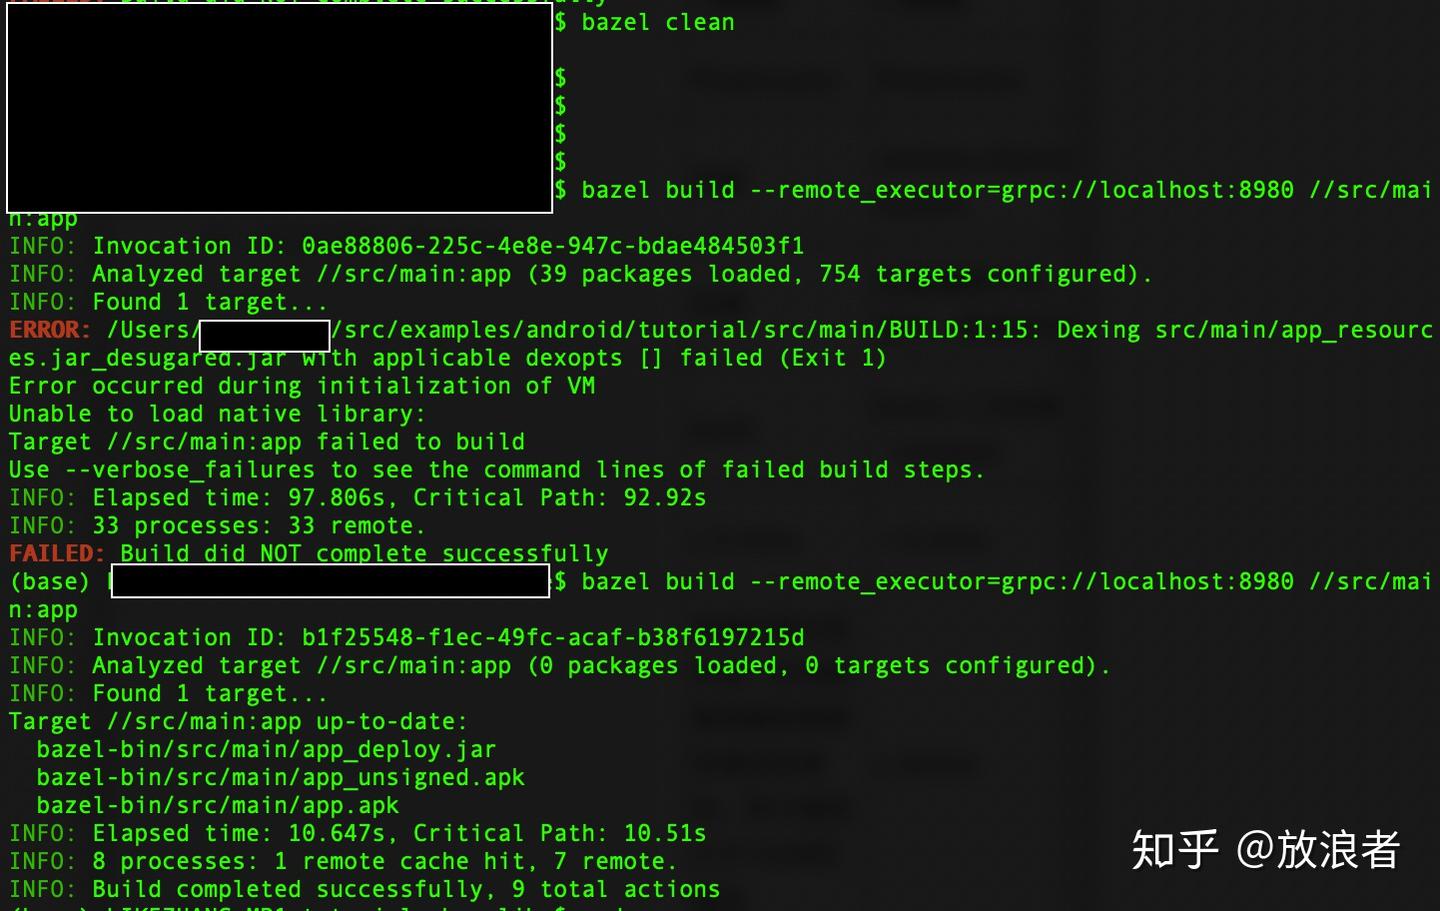 $ bazel clean
$
$
$
$
$ bazel build --remote_executor=grpc://localhost:8980 //src/mai
n:app
INFO: Invocation ID: 0ae88806-225c-4e8e-947c-bdae484503f1
INFO: Analyzed target //src/main:app (39 packages loaded, 754 targets configured).
INFO: Found 1 target...
ERROR: /Users/ /src/examples/android/tutorial/src/main/BUILD:1:15: Dexing src/main/app_resourc
es.jar_desugared.jar with applicable dexopts [] failed (Exit 1)
Error occurred during initialization of VM
Unable to load native library:
Target //src/main:app failed to build
Use --verbose_failures to see the command lines of failed build steps.
INFO: Elapsed time: 97.806s, Critical Path: 92.92s
INFO: 33 processes: 33 remote.
FAILED: Build did NOT complete successfully
(base) $ bazel build --remote_executor=grpc://localhost:8980 //src/mai
n:app
INFO: Invocation ID: b1f25548-f1ec-49fc-acaf-b38f6197215d
INFO: Analyzed target //src/main:app (0 packages loaded, 0 targets configured).
INFO: Found 1 target...
Target //src/main:app up-to-date:
  bazel-bin/src/main/app_deploy.jar
  bazel-bin/src/main/app_unsigned.apk
  bazel-bin/src/main/app.apk
INFO: Elapsed time: 10.647s, Critical Path: 10.51s
INFO: 8 processes: 1 remote cache hit, 7 remote.
INFO: Build completed successfully, 9 total actions
知乎 @放浪者